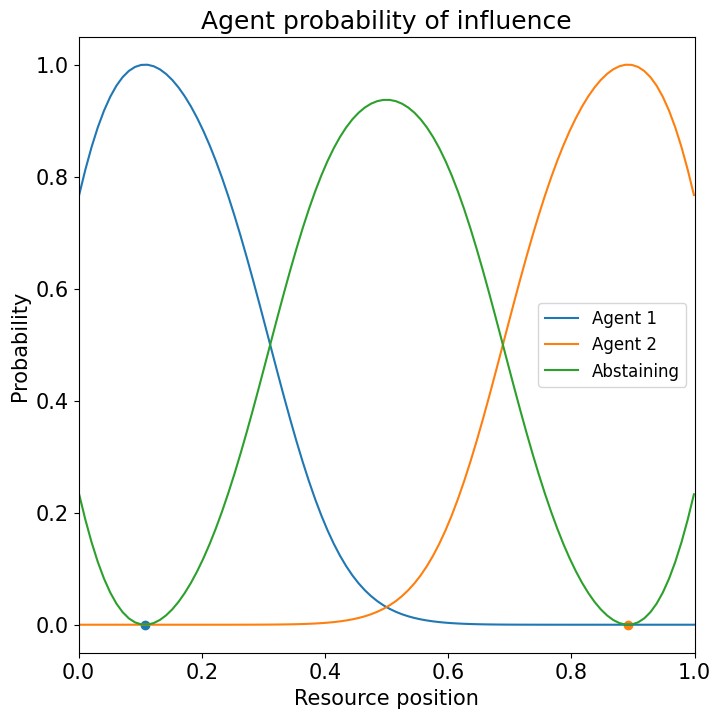 Agent probability of influence
Probability
1.0
0.8
0.6
0.4
0.2
0.0
Agent 1
Agent 2
Abstaining
0.0 0.2 0.4 0.6 0.8 1.0
Resource position